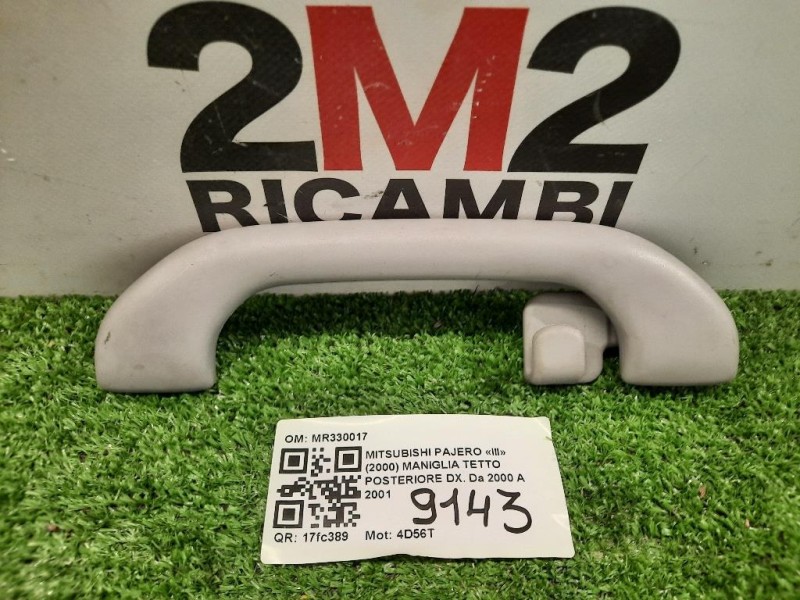 2M2
RICAMBI
OM: MR330017
MITSUBISHI PAJERO «III»
(2000) MANIGLIA TETTO
POSTERIORE DX. Da 2000 A
2001
9143
QR: 17fc389 Mot: 4D56T